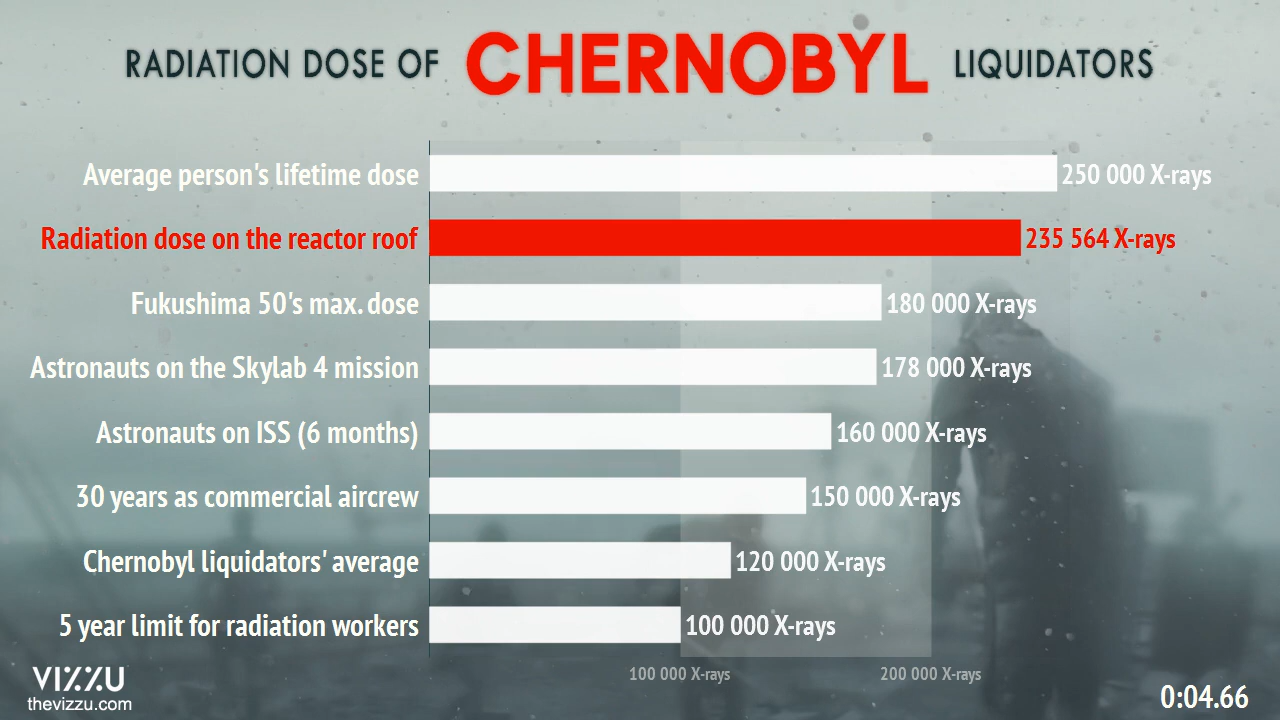 RADIATION DOSE OF CHERNOBYL LIQUIDATORS
Average person's lifetime dose 250 000 X-rays
Radiation dose on the reactor roof 235 564 X-rays
Fukushima 50's max. dose 180 000 X-rays
Astronauts on the Skylab 4 mission 178 000 X-rays
Astronauts on ISS (6 months) 160 000 X-rays
30 years as commercial aircrew 150 000 X-rays
Chernobyl liquidators' average 120 000 X-rays
5 year limit for radiation workers 100 000 X-rays
100 000 X-rays 200 000 X-rays
VIZZU
thevizzu.com
0:04.66